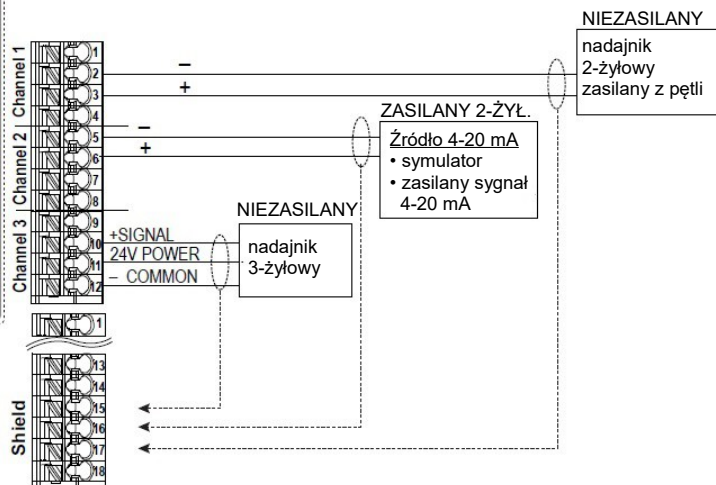 NIEZASILANY
nadajnik
2-żyłowy
zasilany z pętli
Channel 1
1
2
3
4
–
+
ZASILANY 2-ŻYŁ.
Źródło 4-20 mA
• symulator
• zasilany sygnał
4-20 mA
Channel 2
5
6
7
8
–
+
NIEZASILANY
nadajnik
3-żyłowy
Channel 3
9
10
11
12
+SIGNAL
24V POWER
– COMMON
1
Shield
13
14
15
16
17
18